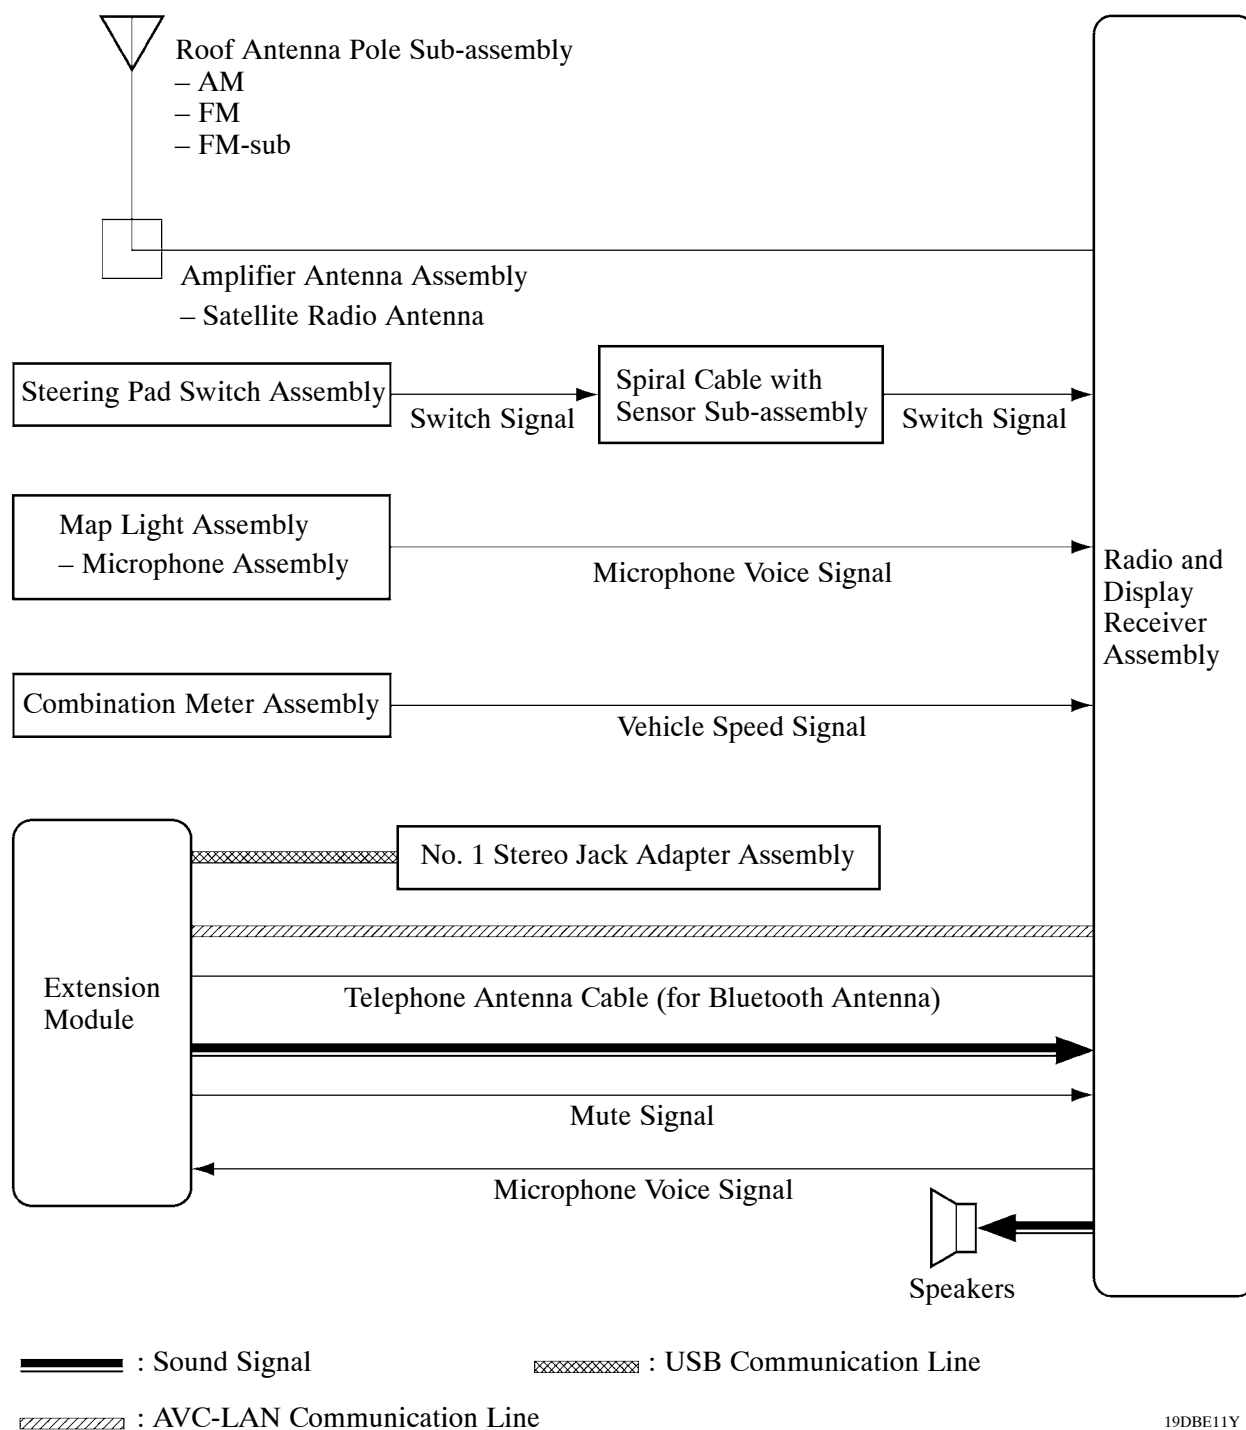 Roof Antenna Pole Sub-assembly
– AM
– FM
– FM-sub
Amplifier Antenna Assembly
– Satellite Radio Antenna
Steering Pad Switch Assembly
Switch Signal
Spiral Cable with
Sensor Sub-assembly
Switch Signal
Map Light Assembly
– Microphone Assembly
Microphone Voice Signal
Radio and
Display
Receiver
Assembly
Combination Meter Assembly
Vehicle Speed Signal
No. 1 Stereo Jack Adapter Assembly
Extension
Module
Telephone Antenna Cable (for Bluetooth Antenna)
Mute Signal
Microphone Voice Signal
Speakers
: Sound Signal
: USB Communication Line
: AVC-LAN Communication Line
19DBE11Y